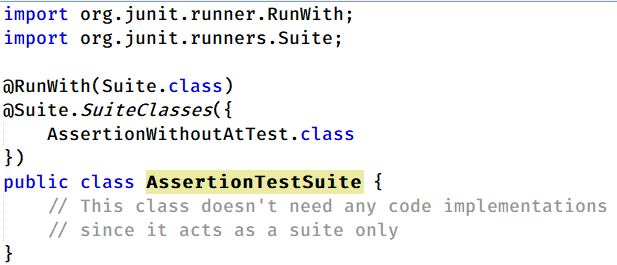 import org.junit.runner.RunWith;
import org.junit.runners.Suite;
@RunWith(Suite.class)
@Suite.SuiteClasses({
AssertionWithoutAtTest.class
})
public class AssertionTestSuite {
// This class doesn't need any code implementations
// since it acts as a suite only
}